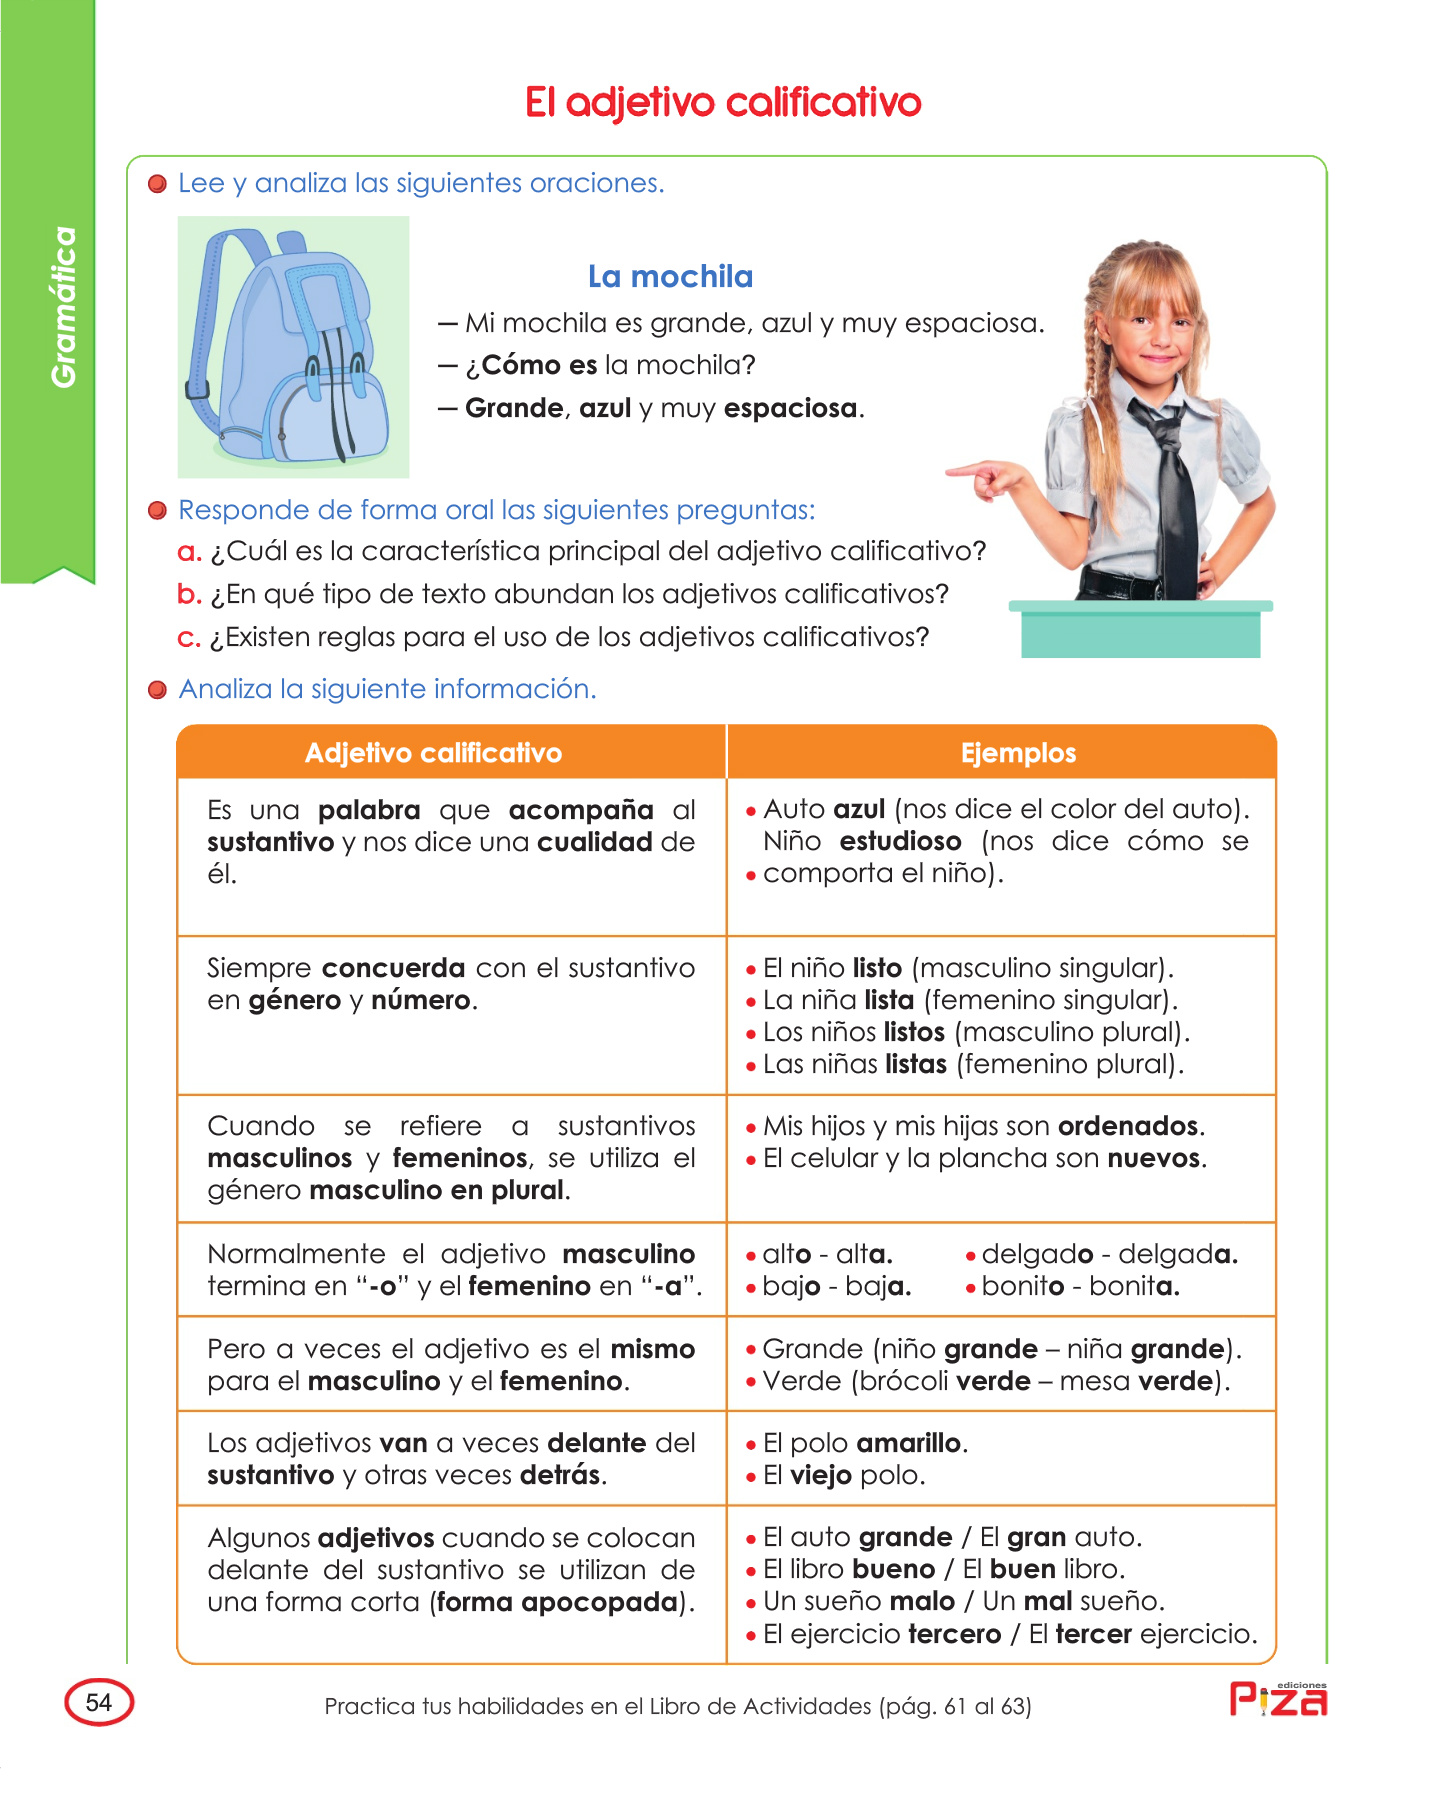 El adjetivo calificativo
Gramática
● Lee y analiza las siguientes oraciones.
La mochila
— Mi mochila es grande, azul y muy espaciosa.
— ¿Cómo es la mochila?
— Grande, azul y muy espaciosa.
● Responde de forma oral las siguientes preguntas:
a. ¿Cuál es la característica principal del adjetivo calificativo?
b. ¿En qué tipo de texto abundan los adjetivos calificativos?
c. ¿Existen reglas para el uso de los adjetivos calificativos?
● Analiza la siguiente información.
Adjetivo calificativo
Ejemplos
Es una palabra que acompaña al
sustantivo y nos dice una cualidad de
él.
• Auto azul (nos dice el color del auto).
Niño estudioso (nos dice cómo se
• comporta el niño).
Siempre concuerda con el sustantivo
en género y número.
• El niño listo (masculino singular).
• La niña lista (femenino singular).
• Los niños listos (masculino plural).
• Las niñas listas (femenino plural).
Cuando se refiere a sustantivos
masculinos y femeninos, se utiliza el
género masculino en plural.
• Mis hijos y mis hijas son ordenados.
• El celular y la plancha son nuevos.
Normalmente el adjetivo masculino
termina en “-o” y el femenino en “-a”.
• alto - alta. • delgado - delgada.
• bajo - baja. • bonito - bonita.
Pero a veces el adjetivo es el mismo
para el masculino y el femenino.
• Grande (niño grande – niña grande).
• Verde (brócoli verde – mesa verde).
Los adjetivos van a veces delante del
sustantivo y otras veces detrás.
• El polo amarillo.
• El viejo polo.
Algunos adjetivos cuando se colocan
delante del sustantivo se utilizan de
una forma corta (forma apocopada).
• El auto grande / El gran auto.
• El libro bueno / El buen libro.
• Un sueño malo / Un mal sueño.
• El ejercicio tercero / El tercer ejercicio.
54
Practica tus habilidades en el Libro de Actividades (pág. 61 al 63)
ediciones
Piza